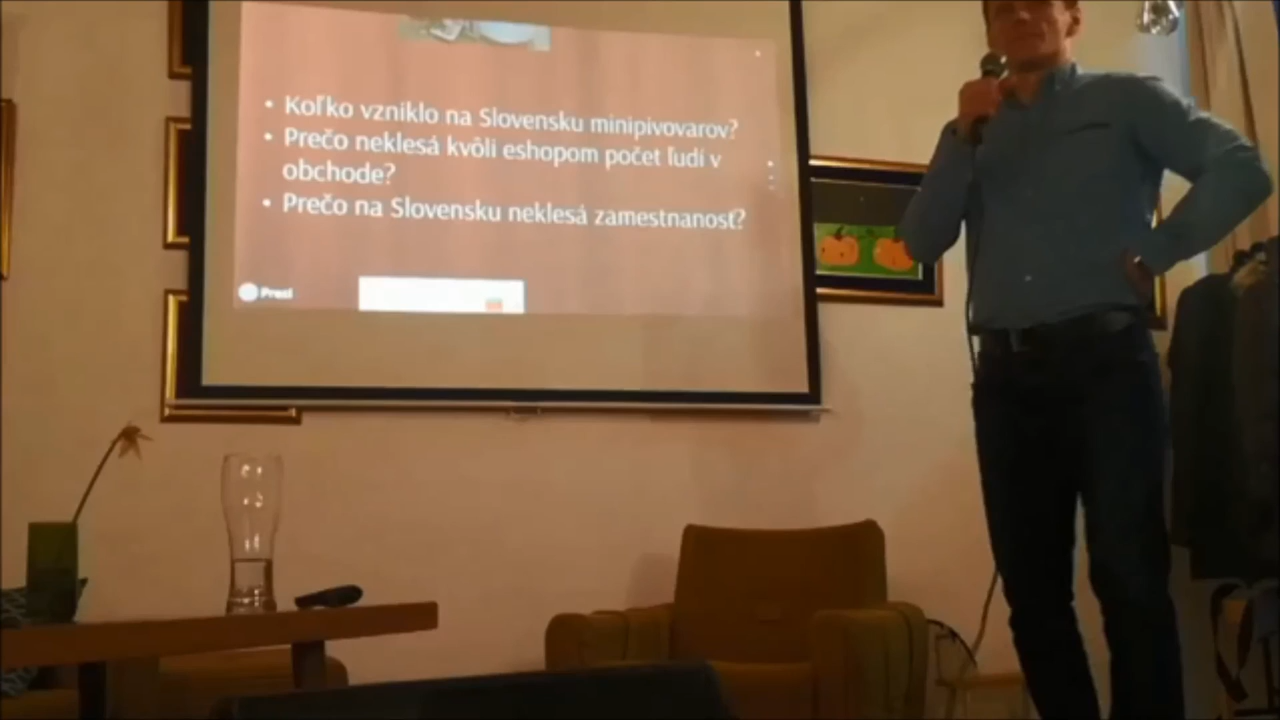 • Koľko vzniklo na Slovensku minipivovarov?
• Prečo neklesá kvôli eshopom počet ľudí v
obchode?
• Prečo na Slovensku neklesá zamestnanosť?
Prezi